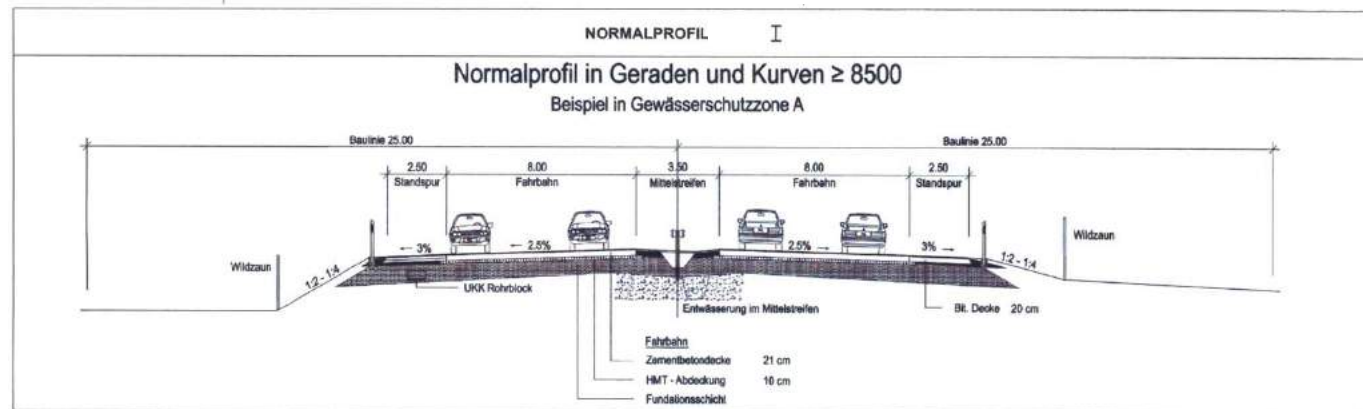 NORMALPROFIL I
Normalprofil in Geraden und Kurven ≥ 8500
Beispiel in Gewässerschutzzone A
Baulinie 25.00 Baulinie 25.00
2.50 8.00 3.50 8.00 2.50
Standspur Fahrbahn Mittelstreifen Fahrbahn Standspur
← 3% ← 2.5% 2.5% → 3% →
Wildzaun 1:2 - 1:4 1:2 - 1:4 Wildzaun
UKK Rohrblock
Entwässerung im Mittelstreifen
Bit. Decke 20 cm
Fahrbahn
Zementbetondecke 21 cm
HMT - Abdeckung 10 cm
Fundationsschicht